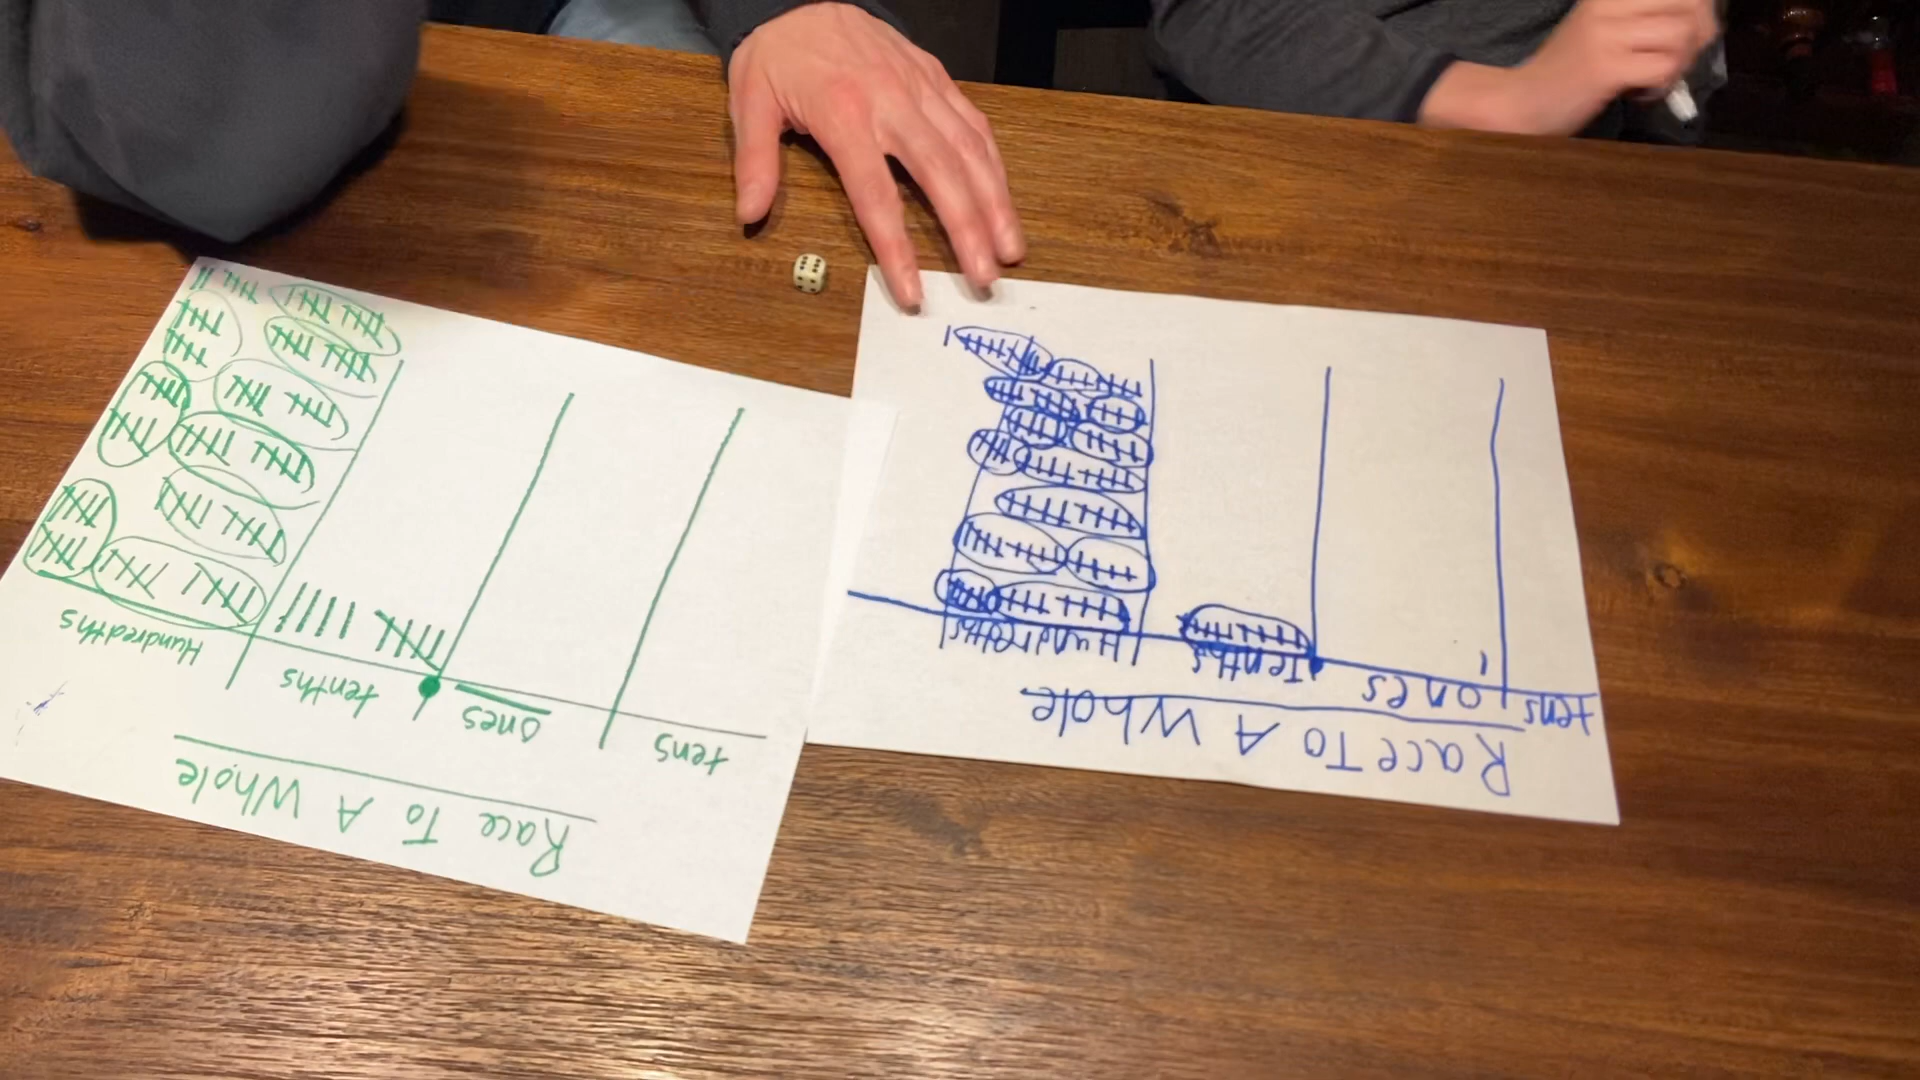 Race To A Whole
tens ones tenths Hundredths
Race To A Whole
tens ones Tenths Hundredths